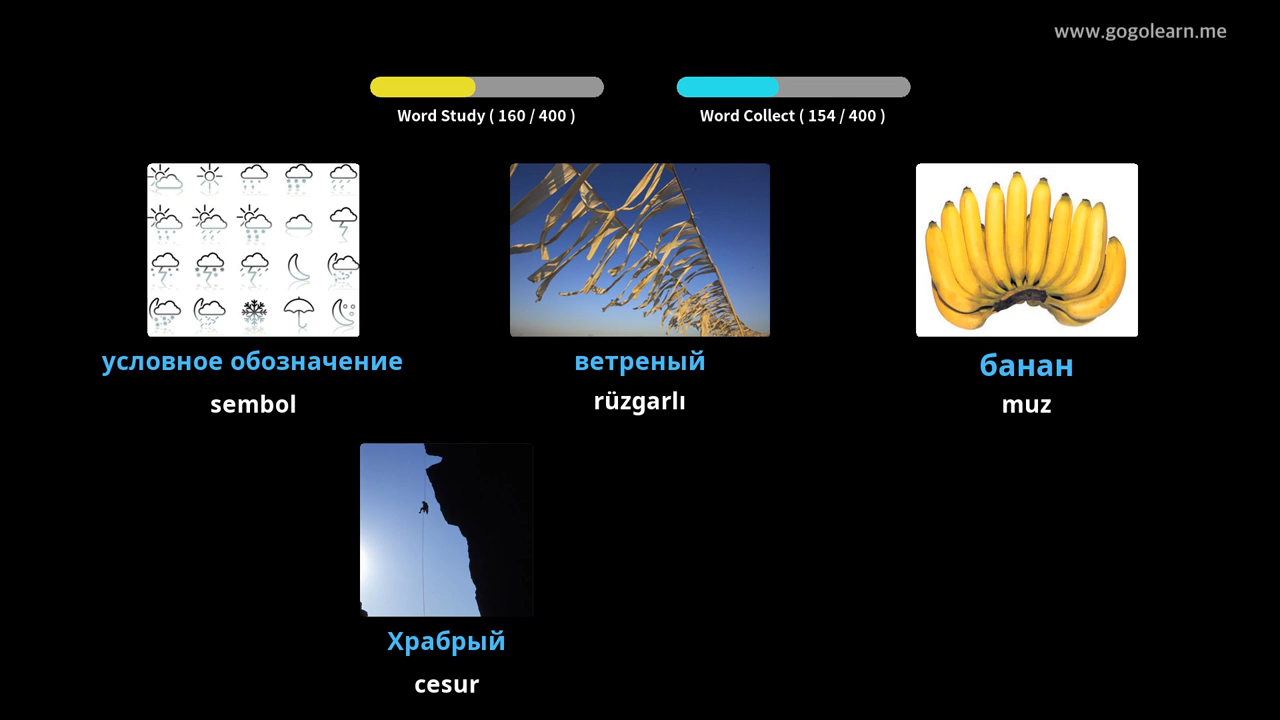 www.gogolearn.me
Word Study ( 160 / 400 )
Word Collect ( 154 / 400 )
условное обозначение
sembol
ветреный
rüzgarlı
банан
muz
Храбрый
cesur